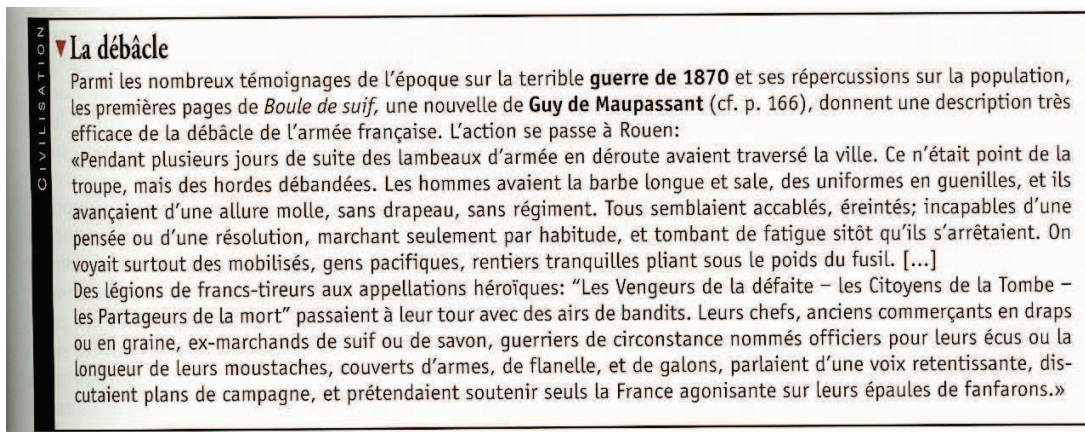 CIVILISATION
La débâcle
Parmi les nombreux témoignages de l'époque sur la terrible guerre de 1870 et ses répercussions sur la population,
les premières pages de Boule de suif, une nouvelle de Guy de Maupassant (cf. p. 166), donnent une description très
efficace de la débâcle de l'armée française. L'action se passe à Rouen:
«Pendant plusieurs jours de suite des lambeaux d'armée en déroute avaient traversé la ville. Ce n'était point de la
troupe, mais des hordes débandées. Les hommes avaient la barbe longue et sale, des uniformes en guenilles, et ils
avançaient d'une allure molle, sans drapeau, sans régiment. Tous semblaient accablés, éreintés; incapables d'une
pensée ou d'une résolution, marchant seulement par habitude, et tombant de fatigue sitôt qu'ils s'arrêtaient. On
voyait surtout des mobilisés, gens pacifiques, rentiers tranquilles pliant sous le poids du fusil. [...]
Des légions de francs-tireurs aux appellations héroïques: "Les Vengeurs de la défaite – les Citoyens de la Tombe –
les Partageurs de la mort" passaient à leur tour avec des airs de bandits. Leurs chefs, anciens commerçants en draps
ou en graine, ex-marchands de suif ou de savon, guerriers de circonstance nommés officiers pour leurs écus ou la
longueur de leurs moustaches, couverts d'armes, de flanelle, et de galons, parlaient d'une voix retentissante, dis-
cutaient plans de campagne, et prétendaient soutenir seuls la France agonisante sur leurs épaules de fanfarons.»